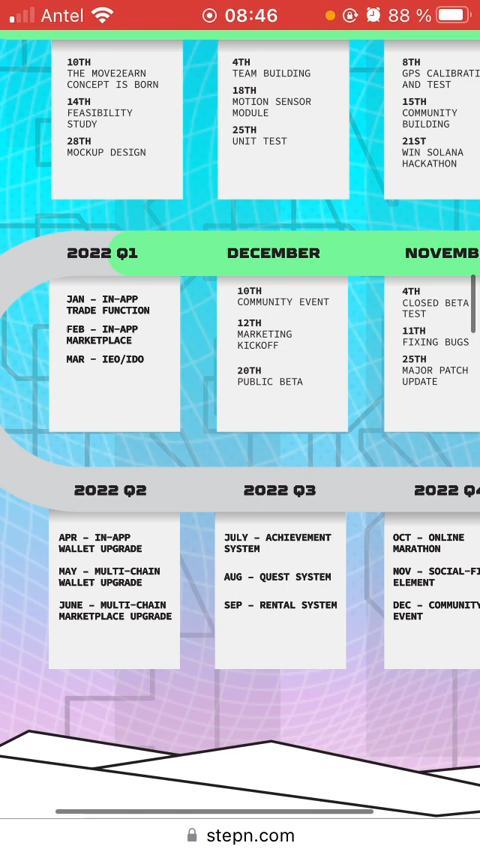 Antel 08:46 88 %
10TH
THE MOVE2EARN
CONCEPT IS BORN
14TH
FEASIBILITY
STUDY
28TH
MOCKUP DESIGN
4TH
TEAM BUILDING
18TH
MOTION SENSOR
MODULE
25TH
UNIT TEST
8TH
GPS CALIBRATI
AND TEST
15TH
COMMUNITY
BUILDING
21ST
WIN SOLANA
HACKATHON
2022 Q1
JAN – IN-APP
TRADE FUNCTION
FEB – IN-APP
MARKETPLACE
MAR – IEO/IDO
DECEMBER
10TH
COMMUNITY EVENT
12TH
MARKETING
KICKOFF
20TH
PUBLIC BETA
NOVEMB
4TH
CLOSED BETA
TEST
11TH
FIXING BUGS
25TH
MAJOR PATCH
UPDATE
2022 Q2
APR – IN-APP
WALLET UPGRADE
MAY – MULTI-CHAIN
WALLET UPGRADE
JUNE – MULTI-CHAIN
MARKETPLACE UPGRADE
2022 Q3
JULY – ACHIEVEMENT
SYSTEM
AUG – QUEST SYSTEM
SEP – RENTAL SYSTEM
2022 Q4
OCT – ONLINE
MARATHON
NOV – SOCIAL-FI
ELEMENT
DEC – COMMUNITY
EVENT
stepn.com